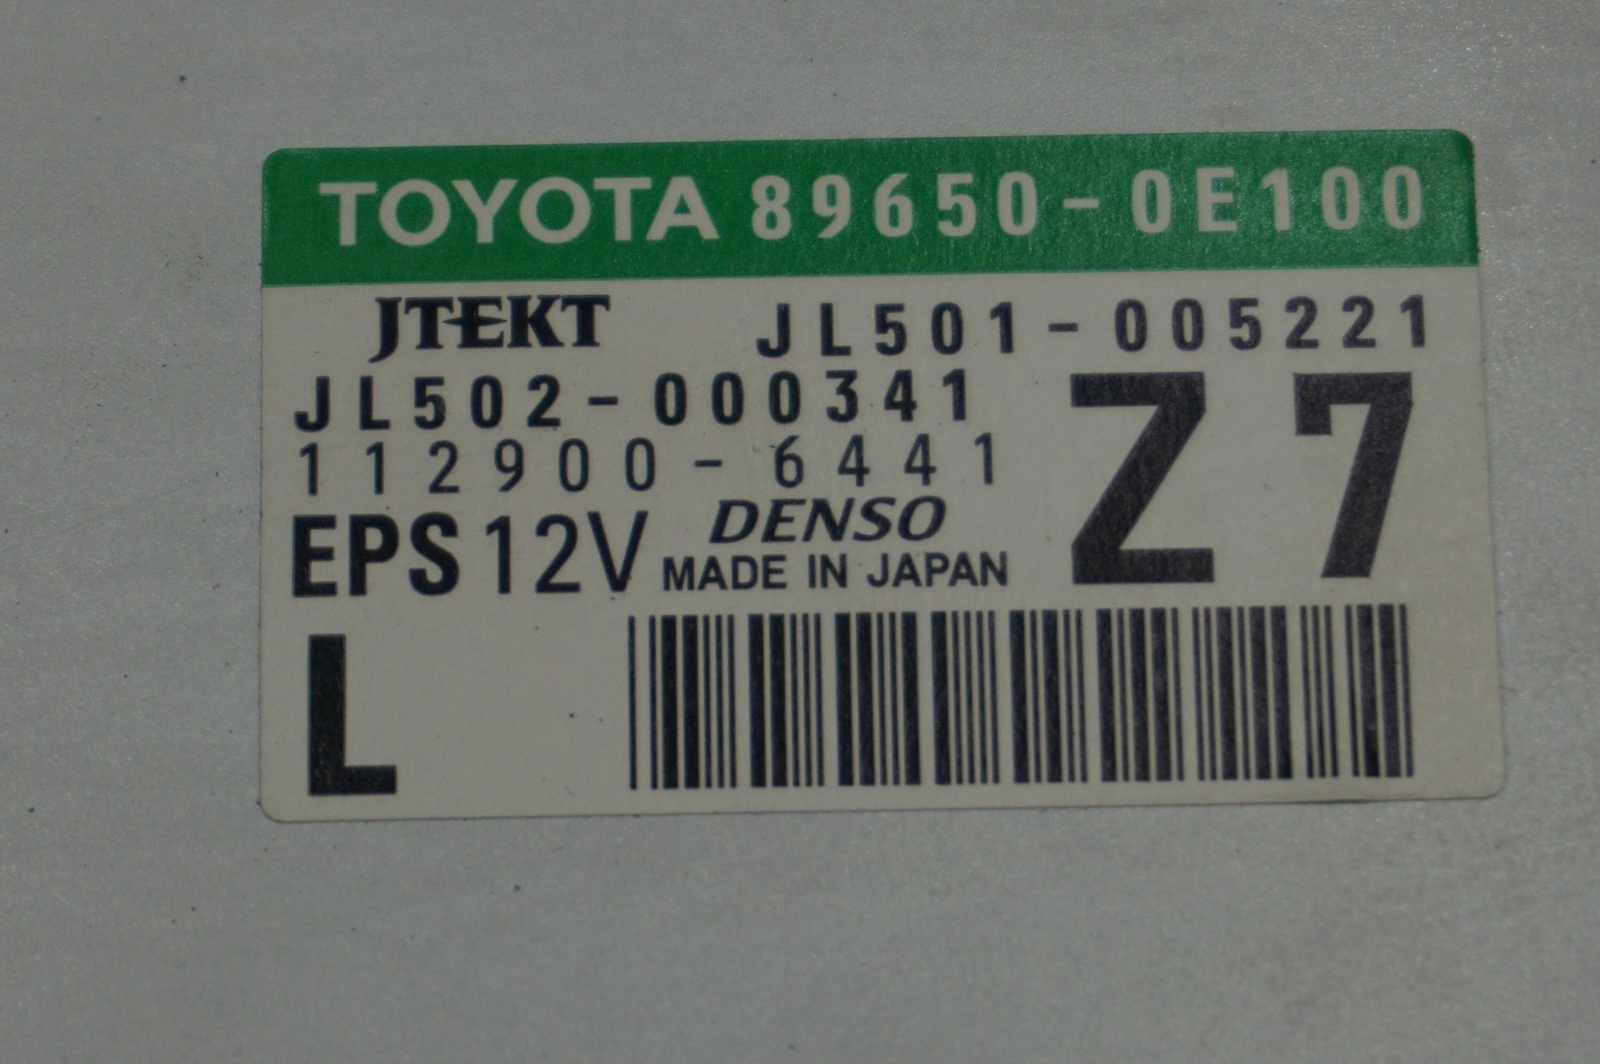 TOYOTA 89650-0E100
JTEKT JL501-005221
JL502-000341
112900-6441
Z7
EPS 12V DENSO
MADE IN JAPAN
L